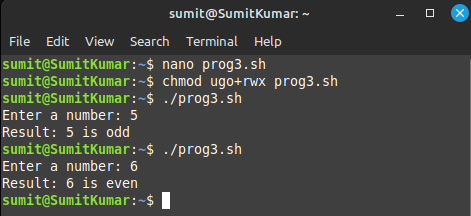 sumit@SumitKumar: ~
File Edit View Search Terminal Help
sumit@SumitKumar:~$ nano prog3.sh
sumit@SumitKumar:~$ chmod ugo+rwx prog3.sh
sumit@SumitKumar:~$ ./prog3.sh
Enter a number: 5
Result: 5 is odd
sumit@SumitKumar:~$ ./prog3.sh
Enter a number: 6
Result: 6 is even
sumit@SumitKumar:~$